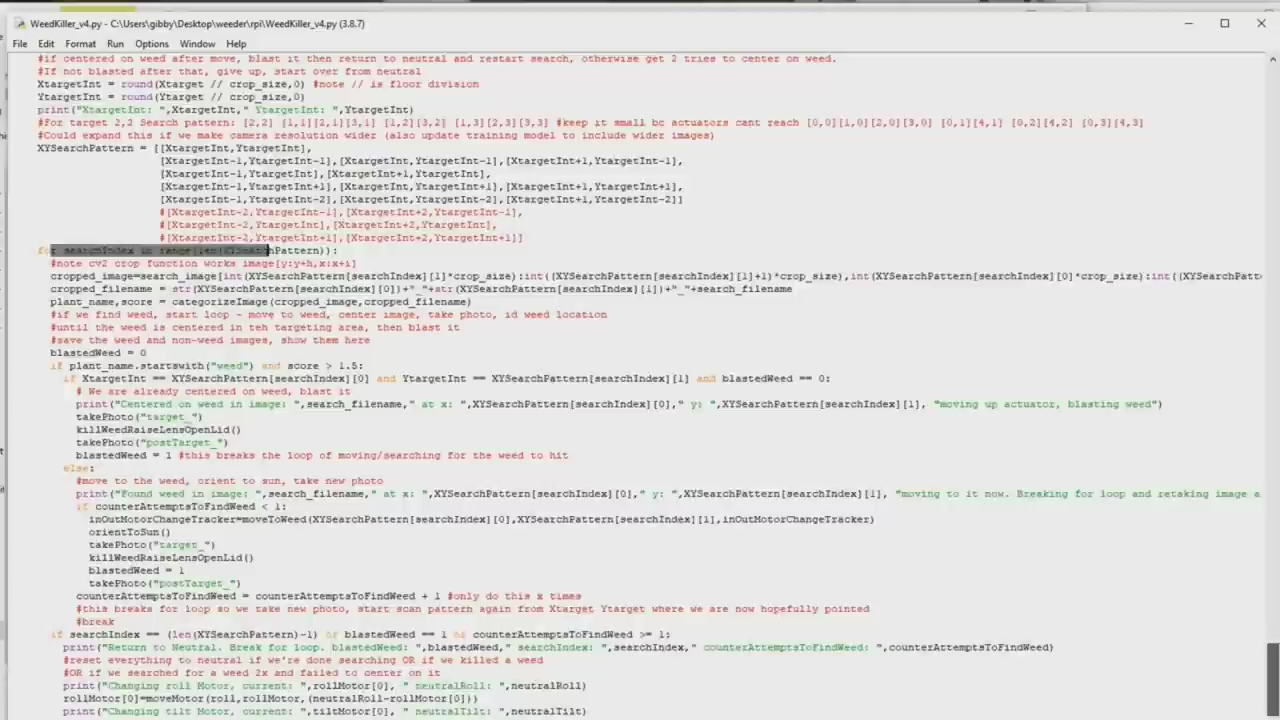 WeedKiller_v4.py - C:\Users\gibby\Desktop\weeder\rpi\WeedKiller_v4.py (3.8.7)
File Edit Format Run Options Window Help
#if centered on weed after move, blast it then return to neutral and restart search, otherwise get 2 tries to center on weed.
#If not blasted after that, give up, start over from neutral
XtargetInt = round(Xtarget // crop_size,0) #note // is floor division
YtargetInt = round(Ytarget // crop_size,0)
print("XtargetInt: ",XtargetInt," YtargetInt: ",YtargetInt)
#For target 2,2 Search pattern: [2,2] [1,1][2,1][3,1] [1,2][3,2] [1,3][2,3][3,3] #keep it small bc actuators cant reach [0,0][1,0][2,0][3,0] [0,1][4,1] [0,2][4,2] [0,3][4,3]
#Could expand this if we make camera resolution wider (also update training model to include wider images)
XYSearchPattern = [[XtargetInt,YtargetInt],
[XtargetInt-1,YtargetInt-1],[XtargetInt,YtargetInt-1],[XtargetInt+1,YtargetInt-1],
[XtargetInt-1,YtargetInt],[XtargetInt+1,YtargetInt],
[XtargetInt-1,YtargetInt+1],[XtargetInt,YtargetInt+1],[XtargetInt+1,YtargetInt+1],
[XtargetInt-1,YtargetInt-2],[XtargetInt,YtargetInt-2],[XtargetInt+1,YtargetInt-2]]
#[XtargetInt-2,YtargetInt-1],[XtargetInt+2,YtargetInt-1],
#[XtargetInt-2,YtargetInt],[XtargetInt+2,YtargetInt],
#[XtargetInt-2,YtargetInt+1],[XtargetInt+2,YtargetInt+1]]
for searchIndex in range(len(XYSearchPattern)):
#note cv2 crop function works image[y:y+h,x:x+i]
cropped_image=search_image[int(XYSearchPattern[searchIndex][1]*crop_size):int((XYSearchPattern[searchIndex][1]+1)*crop_size),int(XYSearchPattern[searchIndex][0]*crop_size):int((XYSearchPatt
cropped_filename = str(XYSearchPattern[searchIndex][0])+"_"+str(XYSearchPattern[searchIndex][1])+"_"+search_filename
plant_name,score = categorizeImage(cropped_image,cropped_filename)
#if we find weed, start loop - move to weed, center image, take photo, id weed location
#until the weed is centered in teh targeting area, then blast it
#save the weed and non-weed images, show them here
blastedWeed = 0
if plant_name.startswith("weed") and score > 1.5:
if XtargetInt == XYSearchPattern[searchIndex][0] and YtargetInt == XYSearchPattern[searchIndex][1] and blastedWeed == 0:
# We are already centered on weed, blast it
print("Centered on weed in image: ",search_filename," at x: ",XYSearchPattern[searchIndex][0]," y: ",XYSearchPattern[searchIndex][1], "moving up actuator, blasting weed")
takePhoto("target_")
killWeedRaiseLensOpenLid()
takePhoto("postTarget_")
blastedWeed = 1 #this breaks the loop of moving/searching for the weed to hit
else:
#move to the weed, orient to sun, take new photo
print("Found weed in image: ",search_filename," at x: ",XYSearchPattern[searchIndex][0]," y: ",XYSearchPattern[searchIndex][1], "moving to it now. Breaking for loop and retaking image a
if counterAttemptsToFindWeed < 1:
inOutMotorChangeTracker=moveToWeed(XYSearchPattern[searchIndex][0],XYSearchPattern[searchIndex][1],inOutMotorChangeTracker)
orientToSun()
takePhoto("target_")
killWeedRaiseLensOpenLid()
blastedWeed = 1
takePhoto("postTarget_")
counterAttemptsToFindWeed = counterAttemptsToFindWeed + 1 #only do this x times
#this breaks for loop so we take new photo, start scan pattern again from Xtarget Ytarget where we are now hopefully pointed
#break
if searchIndex == (len(XYSearchPattern)-1) or blastedWeed == 1 or counterAttemptsToFindWeed >= 1:
print("Return to Neutral. Break for loop. blastedWeed: ",blastedWeed," searchIndex: ",searchIndex," counterAttemptsToFindWeed: ",counterAttemptsToFindWeed)
#reset everything to neutral if we're done searching OR if we killed a weed
#OR if we searched for a weed 2x and failed to center on it
print("Changing roll Motor, current: ",rollMotor[0], " neutralRoll: ",neutralRoll)
rollMotor[0]=moveMotor(roll,rollMotor,(neutralRoll-rollMotor[0]))
print("Changing tilt Motor, current: ",tiltMotor[0], " neutralTilt: ",neutralTilt)